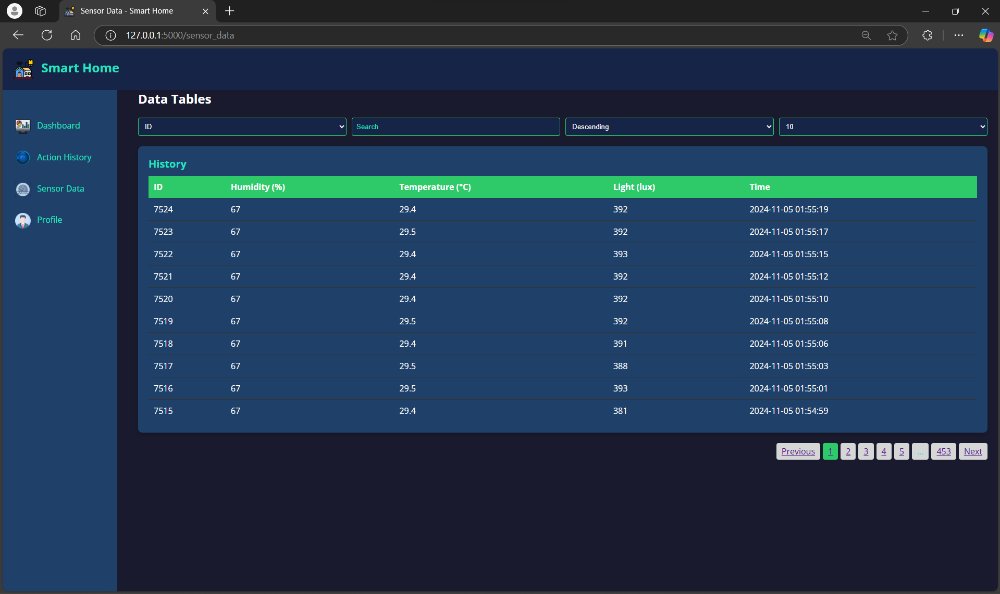 Sensor Data - Smart Home
127.0.0.1:5000/sensor_data
Smart Home
Dashboard
Action History
Sensor Data
Profile
Data Tables
ID Search Descending 10
History
ID Humidity (%) Temperature (°C) Light (lux) Time
7524 67 29.4 392 2024-11-05 01:55:19
7523 67 29.5 392 2024-11-05 01:55:17
7522 67 29.4 393 2024-11-05 01:55:15
7521 67 29.4 392 2024-11-05 01:55:12
7520 67 29.4 392 2024-11-05 01:55:10
7519 67 29.5 392 2024-11-05 01:55:08
7518 67 29.4 391 2024-11-05 01:55:06
7517 67 29.5 388 2024-11-05 01:55:03
7516 67 29.5 393 2024-11-05 01:55:01
7515 67 29.4 381 2024-11-05 01:54:59
Previous 1 2 3 4 5 ... 453 Next